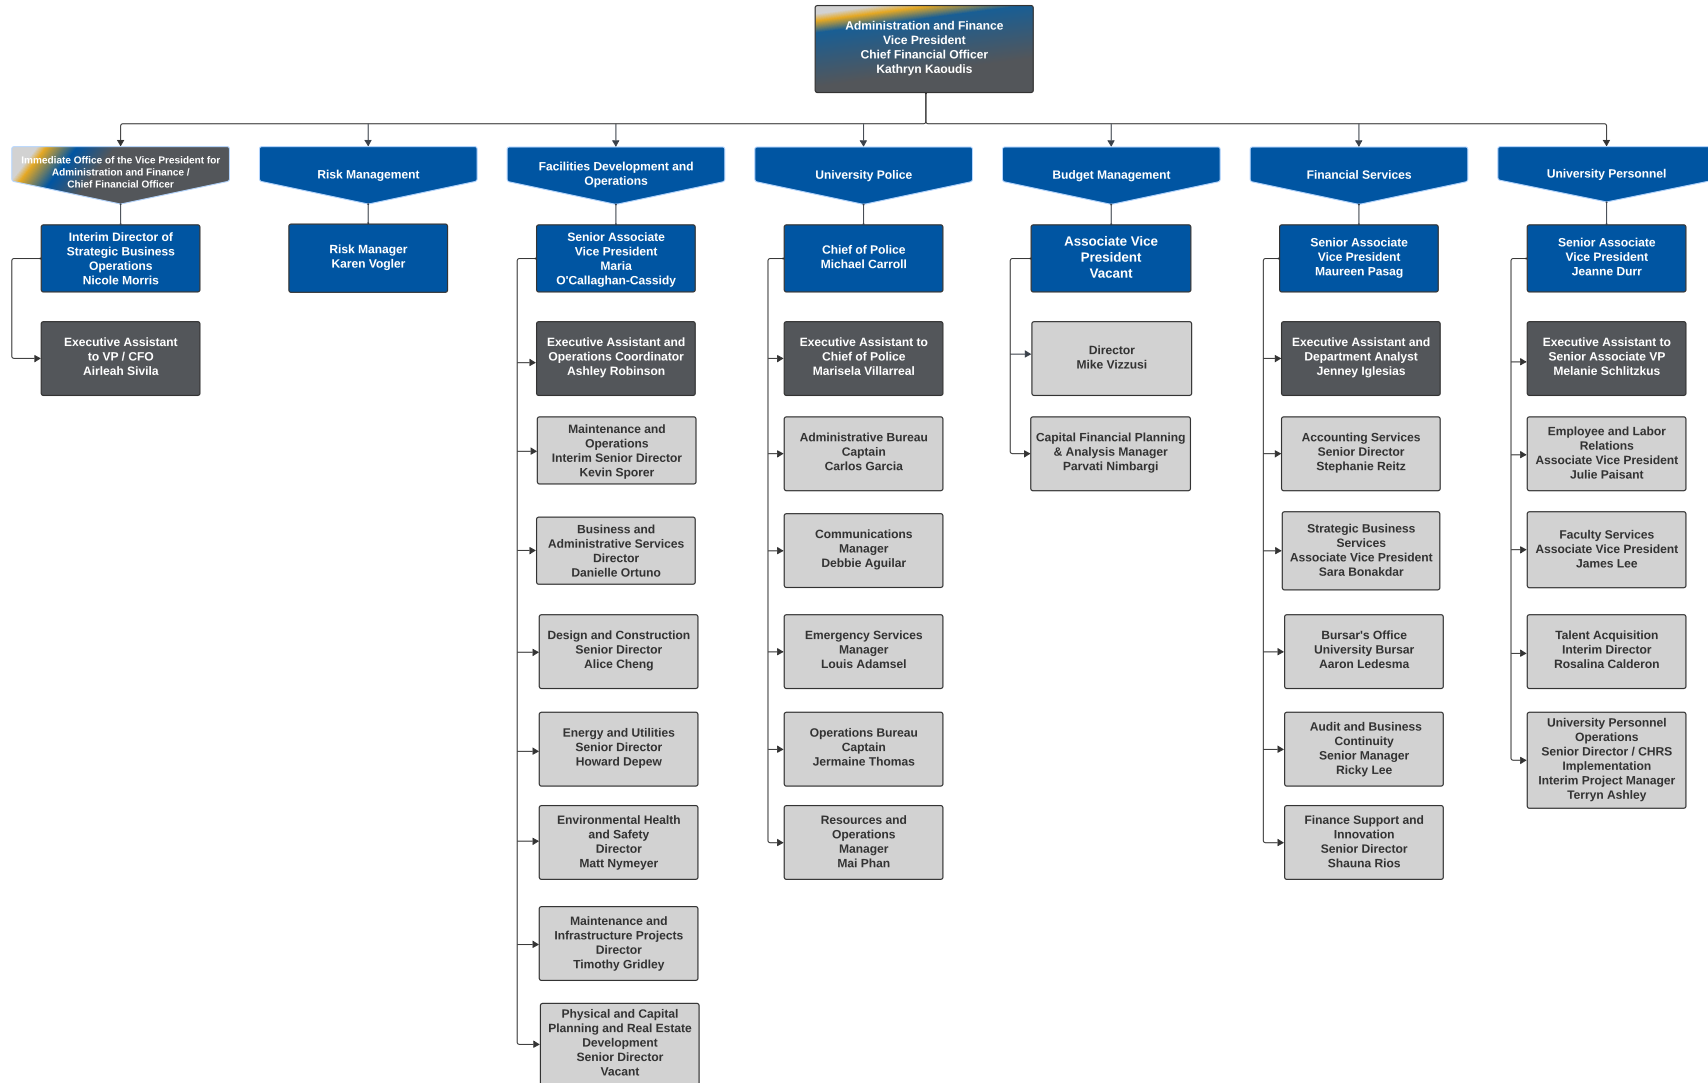 Administration and Finance
Vice President
Chief Financial Officer
Kathryn Kaoudis
Immediate Office of the Vice President for
Administration and Finance /
Chief Financial Officer
Risk Management
Facilities Development and
Operations
University Police
Budget Management
Financial Services
University Personnel
Interim Director of
Strategic Business
Operations
Nicole Morris
Executive Assistant
to VP / CFO
Airleah Sivila
Risk Manager
Karen Vogler
Senior Associate
Vice President
Maria
O'Callaghan-Cassidy
Executive Assistant and
Operations Coordinator
Ashley Robinson
Maintenance and
Operations
Interim Senior Director
Kevin Sporer
Business and
Administrative Services
Director
Danielle Ortuno
Design and Construction
Senior Director
Alice Cheng
Energy and Utilities
Senior Director
Howard Depew
Environmental Health
and Safety
Director
Matt Nymeyer
Maintenance and
Infrastructure Projects
Director
Timothy Gridley
Physical and Capital
Planning and Real Estate
Development
Senior Director
Vacant
Chief of Police
Michael Carroll
Executive Assistant to
Chief of Police
Marisela Villarreal
Administrative Bureau
Captain
Carlos Garcia
Communications
Manager
Debbie Aguilar
Emergency Services
Manager
Louis Adamsel
Operations Bureau
Captain
Jermaine Thomas
Resources and
Operations
Manager
Mai Phan
Associate Vice
President
Vacant
Director
Mike Vizzusi
Capital Financial Planning
& Analysis Manager
Parvati Nimbargi
Senior Associate
Vice President
Maureen Pasag
Executive Assistant and
Department Analyst
Jenney Iglesias
Accounting Services
Senior Director
Stephanie Reitz
Strategic Business
Services
Associate Vice President
Sara Bonakdar
Bursar's Office
University Bursar
Aaron Ledesma
Audit and Business
Continuity
Senior Manager
Ricky Lee
Finance Support and
Innovation
Senior Director
Shauna Rios
Senior Associate
Vice President
Jeanne Durr
Executive Assistant to
Senior Associate VP
Melanie Schlitzkus
Employee and Labor
Relations
Associate Vice President
Julie Paisant
Faculty Services
Associate Vice President
James Lee
Talent Acquisition
Interim Director
Rosalina Calderon
University Personnel
Operations
Senior Director / CHRS
Implementation
Interim Project Manager
Terryn Ashley